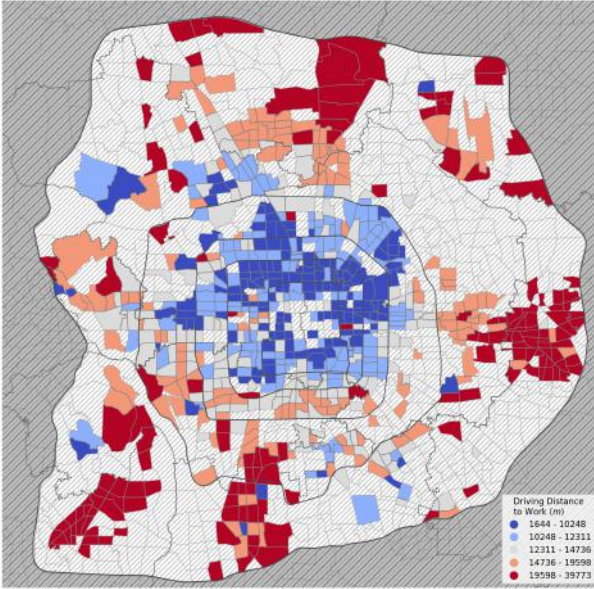 Driving Distance
to Work (m)
1644 - 10248
10248 - 12311
12311 - 14736
14736 - 19598
19598 - 39773